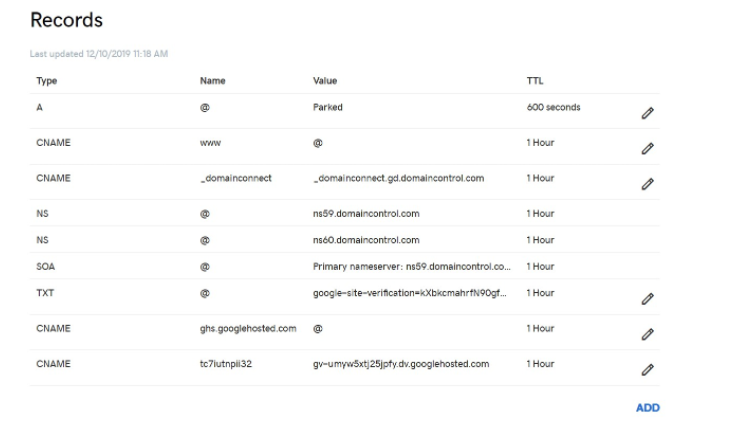 Records
Last updated 12/10/2019 11:18 AM
Type Name Value TTL
A @ Parked 600 seconds
CNAME www @ 1 Hour
CNAME _domainconnect _domainconnect.gd.domaincontrol.com 1 Hour
NS @ ns59.domaincontrol.com 1 Hour
NS @ ns60.domaincontrol.com 1 Hour
SOA @ Primary nameserver: ns59.domaincontrol.co... 1 Hour
TXT @ google-site-verification=kXbkcmahrfN90gf... 1 Hour
CNAME ghs.googlehosted.com @ 1 Hour
CNAME gv-umyw5xtj25jpfy.dv.googlehosted.com 1 Hour
ADD